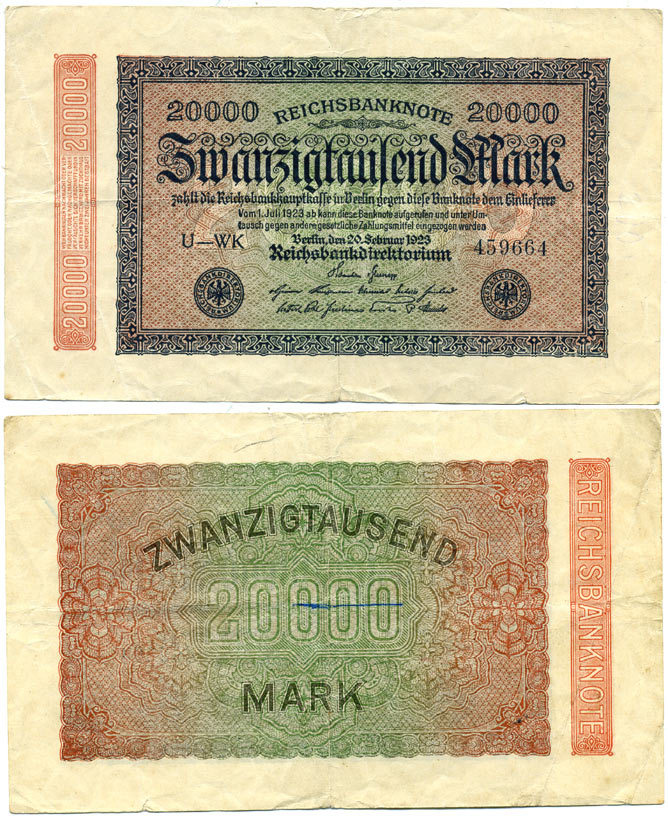 20000
20000
20000 REICHSBANKNOTE 20000
Zwanzigtausend Mark
zahlt die Reichsbankhauptkasse in Berlin gegen diese Banknote dem Einlieferer
Vom 1. Juli 1923 ab kann diese Banknote aufgerufen und unter Um-
tausch gegen andere gesetzliche Zahlungsmittel eingezogen werden
Berlin, den 20. Februar 1923
U—WK 459664
Reichsbankdirektorium
ZWANZIGTAUSEND
20000
MARK
REICHSBANKNOTE